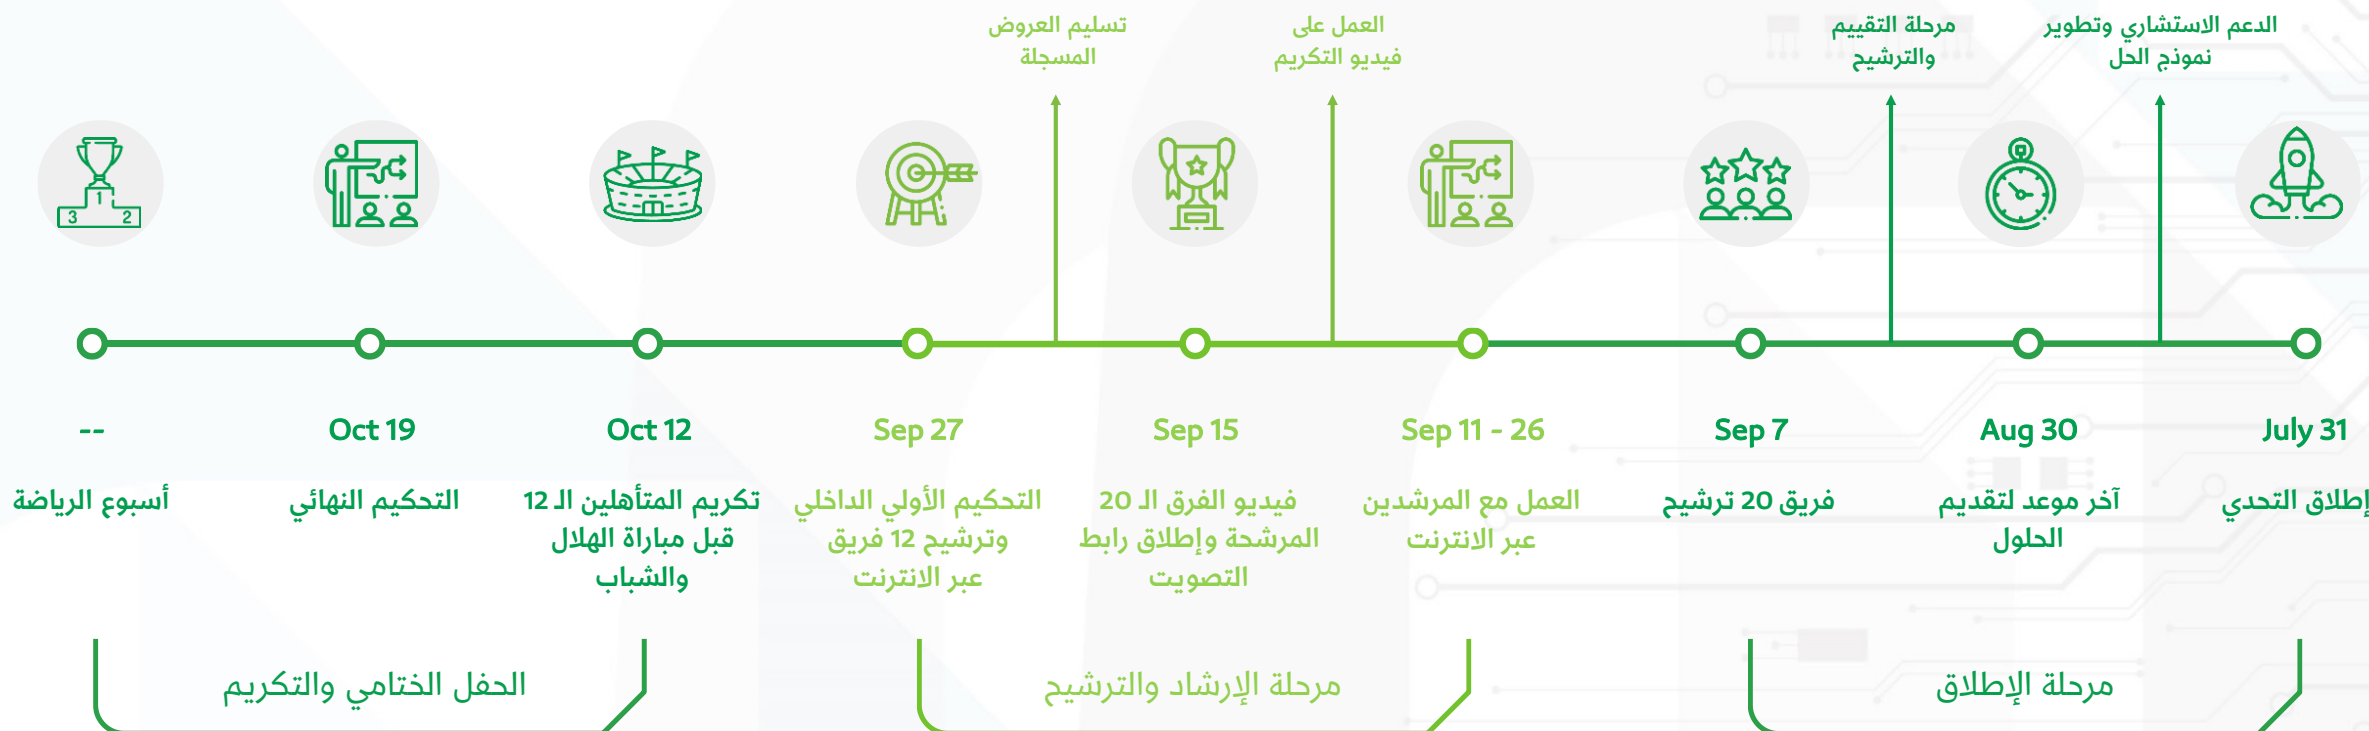 الدعم الاستشاري وتطوير
نموذج الحل
مرحلة التقييم
والترشيح
العمل على
فيديو التكريم
تسليم العروض
المسجلة
1
3
2
July 31
إطلاق التحدي
Aug 30
آخر موعد لتقديم
الحلول
Sep 7
فريق 20 ترشيح
Sep 11 - 26
العمل مع المرشدين
عبر الانترنت
Sep 15
فيديو الفرق الـ 20
المرشحة وإطلاق رابط
التصويت
Sep 27
التحكيم الأولي الداخلي
وترشيح 12 فريق
عبر الانترنت
Oct 12
تكريم المتأهلين الـ 12
قبل مباراة الهلال
والشباب
Oct 19
التحكيم النهائي
--
أسبوع الرياضة
مرحلة الإطلاق
مرحلة الإرشاد والترشيح
الحفل الختامي والتكريم